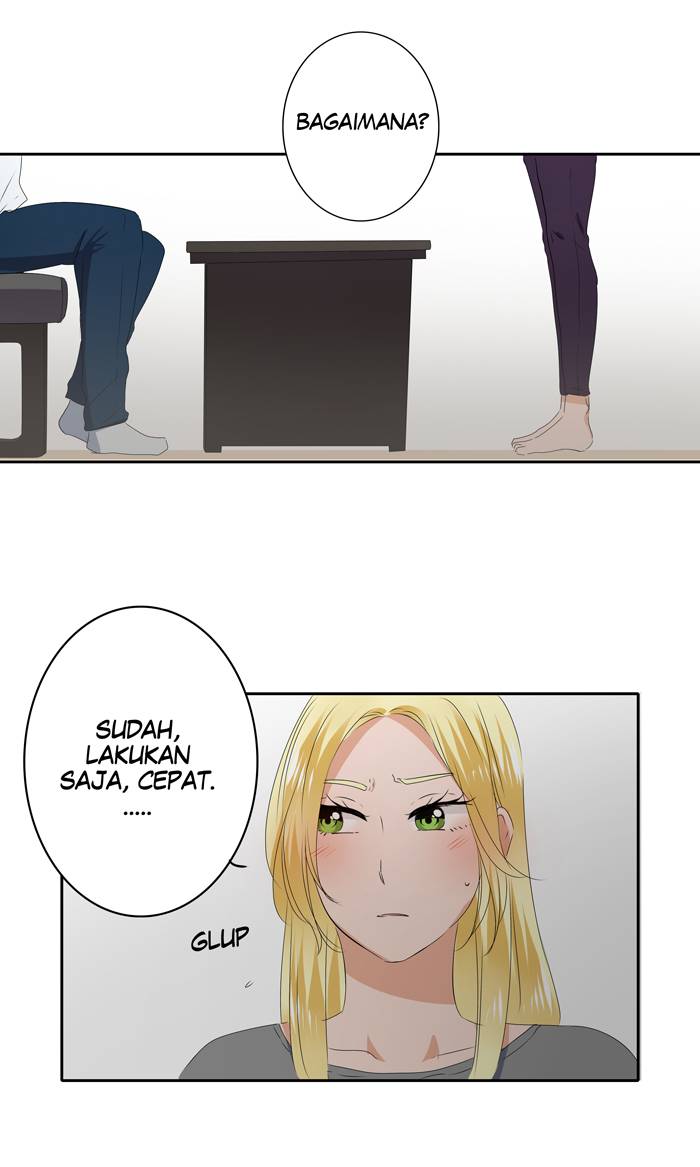 BAGAIMANA?
SUDAH,
LAKUKAN
SAJA, CEPAT.
.....
GLUP